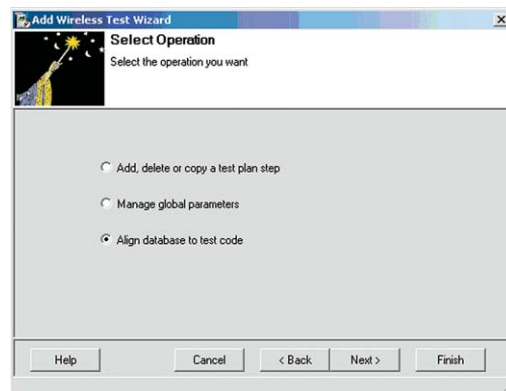 Add Wireless Test Wizard
Select Operation
Select the operation you want
Add, delete or copy a test plan step
Manage global parameters
Align database to test code
Help
Cancel
< Back
Next >
Finish